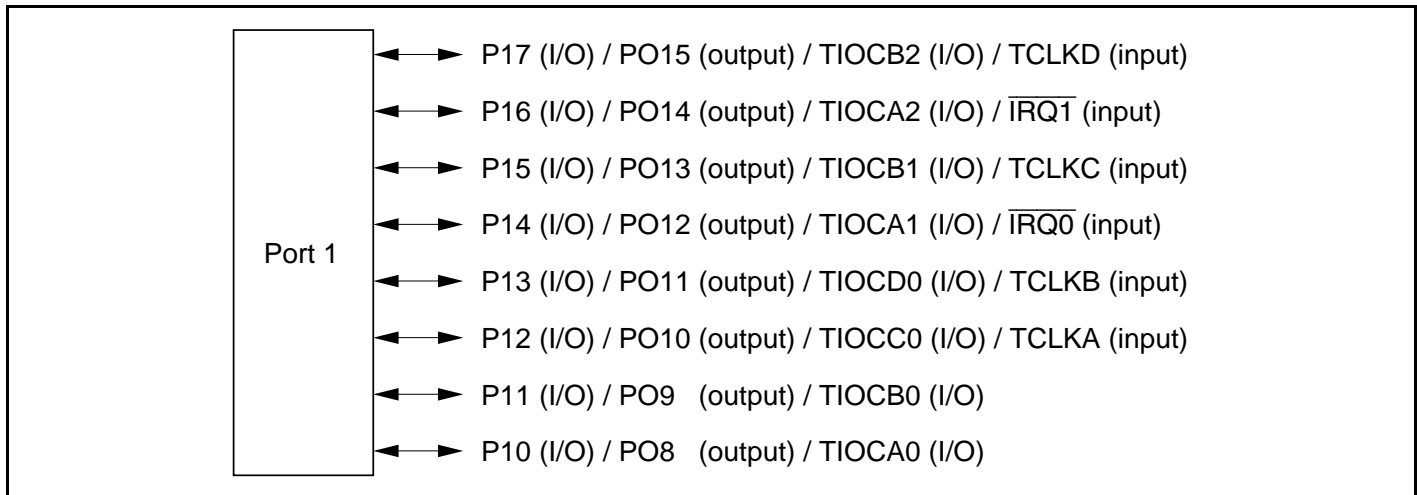 P17 (I/O) / PO15 (output) / TIOCB2 (I/O) / TCLKD (input)
P16 (I/O) / PO14 (output) / TIOCA2 (I/O) / I̅R̅Q̅1̅ (input)
P15 (I/O) / PO13 (output) / TIOCB1 (I/O) / TCLKC (input)
P14 (I/O) / PO12 (output) / TIOCA1 (I/O) / I̅R̅Q̅0̅ (input)
Port 1
P13 (I/O) / PO11 (output) / TIOCD0 (I/O) / TCLKB (input)
P12 (I/O) / PO10 (output) / TIOCC0 (I/O) / TCLKA (input)
P11 (I/O) / PO9 (output) / TIOCB0 (I/O)
P10 (I/O) / PO8 (output) / TIOCA0 (I/O)